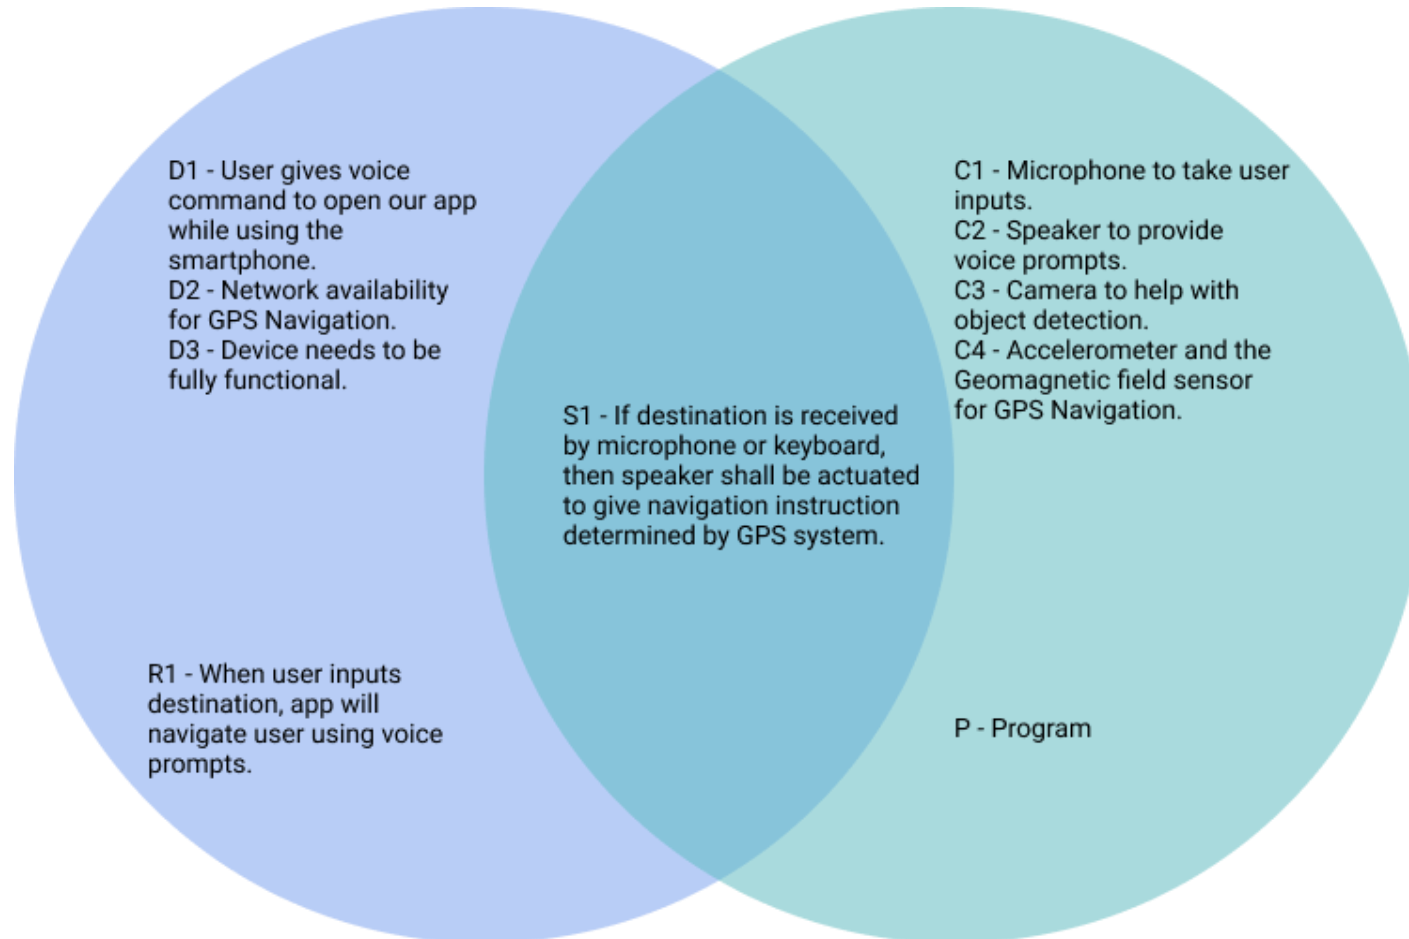 D1 - User gives voice
command to open our app
while using the
smartphone.
D2 - Network availability
for GPS Navigation.
D3 - Device needs to be
fully functional.
R1 - When user inputs
destination, app will
navigate user using voice
prompts.
S1 - If destination is received
by microphone or keyboard,
then speaker shall be actuated
to give navigation instruction
determined by GPS system.
C1 - Microphone to take user
inputs.
C2 - Speaker to provide
voice prompts.
C3 - Camera to help with
object detection.
C4 - Accelerometer and the
Geomagnetic field sensor
for GPS Navigation.
P - Program